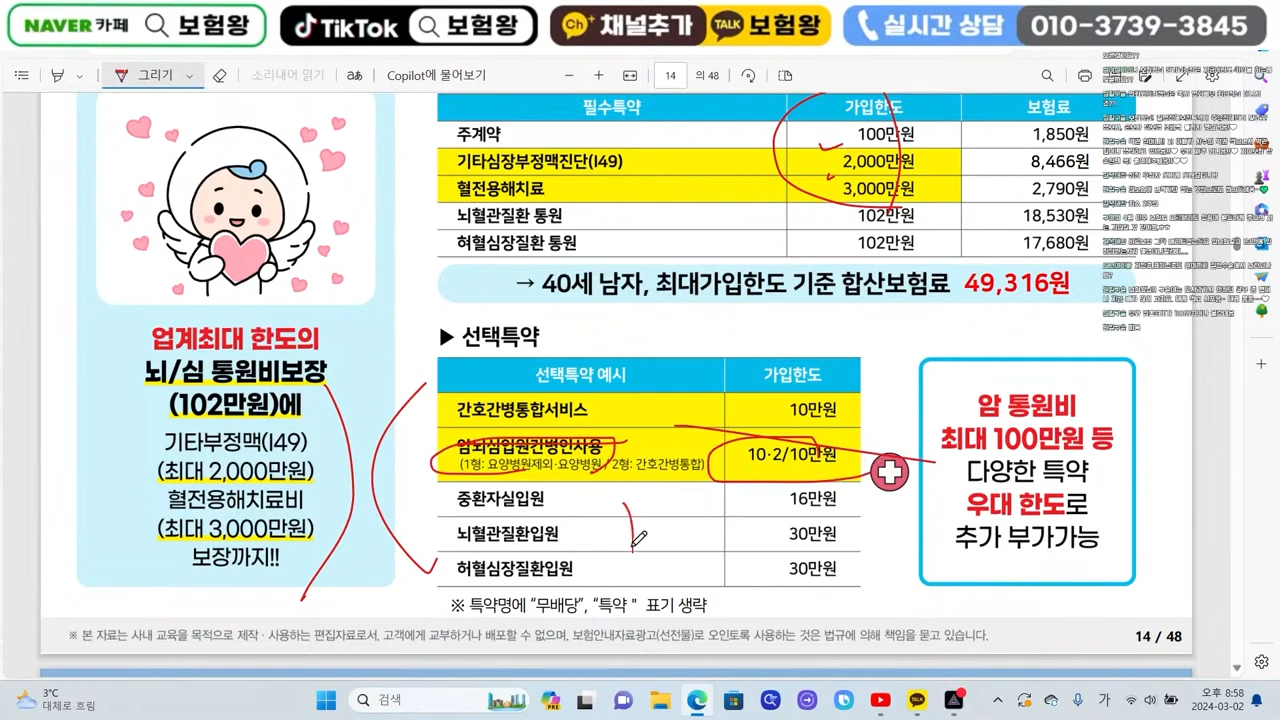 NAVER 카페 보험왕
TikTok 보험왕
Ch+ 채널추가 TALK 보험왕
실시간 상담 010-3739-3845
그리기 소리내어 읽기 aあ Copilot에 물어보기 14 의 48
필수특약 가입한도 보험료
주계약 100만원 1,850원
기타심장부정맥진단(I49) 2,000만원 8,466원
혈전용해치료 3,000만원 2,790원
뇌혈관질환 통원 102만원 18,530원
허혈심장질환 통원 102만원 17,680원
→ 40세 남자, 최대가입한도 기준 합산보험료 49,316원
업계최대 한도의
뇌/심 통원비보장
(102만원)에
기타부정맥(I49)
(최대 2,000만원)
혈전용해치료비
(최대 3,000만원)
보장까지!!
▶ 선택특약
선택특약 예시 가입한도
간호간병통합서비스 10만원
암뇌심입원간병인사용 10·2/10만원
(1형: 요양병원제외·요양병원 / 2형: 간호간병통합)
중환자실입원 16만원
뇌혈관질환입원 30만원
허혈심장질환입원 30만원
암 통원비
최대 100만원 등
다양한 특약
우대 한도로
추가 부가가능
※ 특약명에 “무배당”, “특약 " 표기 생략
※ 본 자료는 사내 교육을 목적으로 제작 · 사용하는 편집자료로서, 고객에게 교부하거나 배포할 수 없으며, 보험안내자료광고(선전물)로 오인토록 사용하는 것은 법규에 의해 책임을 묻고 있습니다.
14 / 48
3°C
대체로 흐림
검색
PRE
TALK
가
오후 8:58
2024-03-02